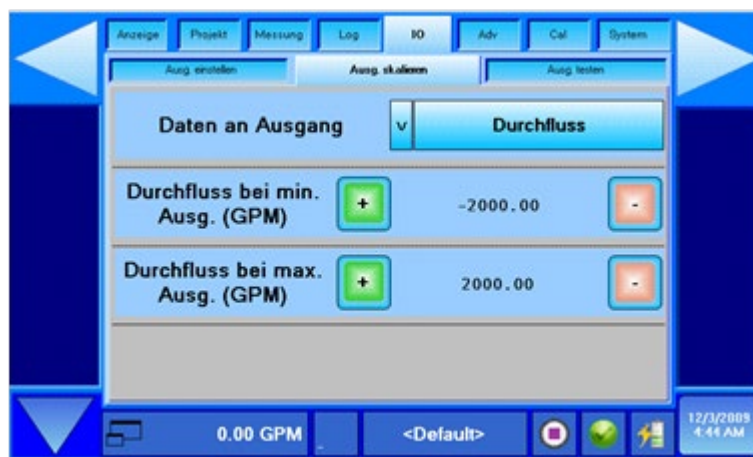 Anzeige Projekt Messung Log IO Adv Cal System
Ausg. einstellen Ausg. skalieren Ausg. testen
Daten an Ausgang v Durchfluss
Durchfluss bei min.
Ausg. (GPM) + -2000.00 -
Durchfluss bei max.
Ausg. (GPM) + 2000.00 -
0.00 GPM <Default> 12/3/2009
4:44 AM